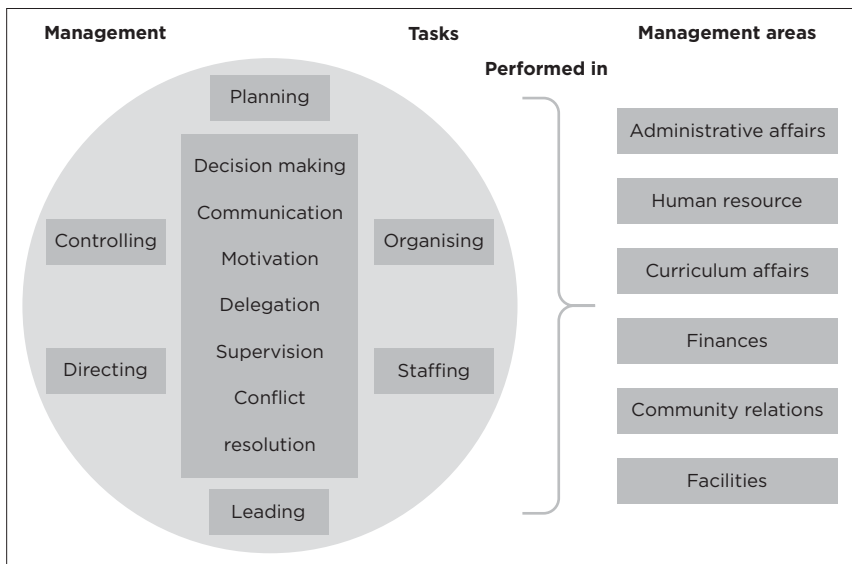 Management
Tasks
Management areas
Performed in
Planning
Decision making
Communication
Motivation
Delegation
Supervision
Conflict
resolution
Controlling
Organising
Directing
Staffing
Leading
Administrative affairs
Human resource
Curriculum affairs
Finances
Community relations
Facilities